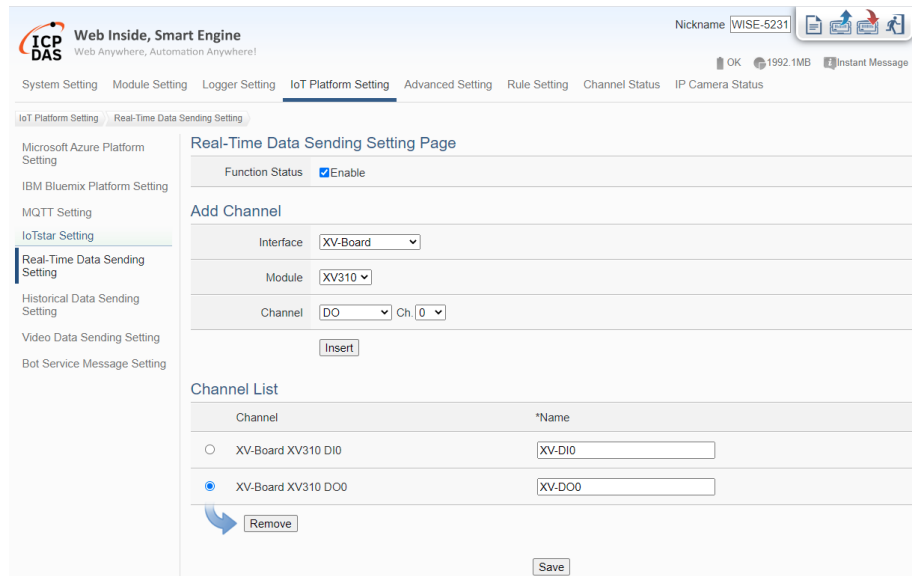 ICP DAS
Web Inside, Smart Engine
Web Anywhere, Automation Anywhere!
Nickname WISE-5231
OK 1992.1MB Instant Message
System Setting Module Setting Logger Setting IoT Platform Setting Advanced Setting Rule Setting Channel Status IP Camera Status
IoT Platform Setting Real-Time Data Sending Setting
Microsoft Azure Platform
Setting
IBM Bluemix Platform Setting
MQTT Setting
IoTstar Setting
Real-Time Data Sending
Setting
Historical Data Sending
Setting
Video Data Sending Setting
Bot Service Message Setting
Real-Time Data Sending Setting Page
Function Status Enable
Add Channel
Interface XV-Board
Module XV310
Channel DO Ch. 0
Insert
Channel List
Channel *Name
XV-Board XV310 DI0 XV-DI0
XV-Board XV310 DO0 XV-DO0
Remove
Save